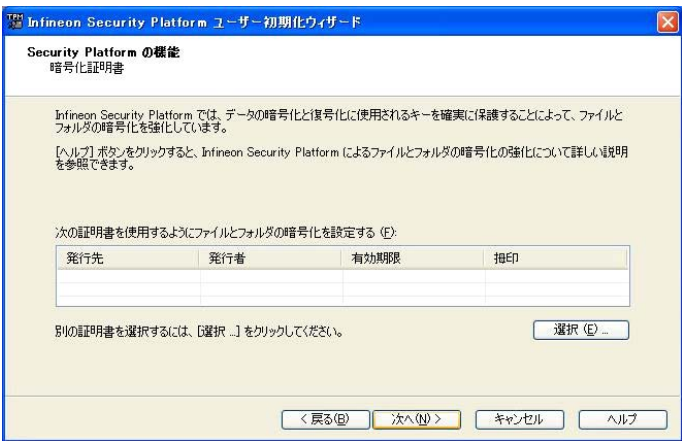 Infineon Security Platform ユーザー初期化ウィザード
Security Platform の機能
暗号化証明書
Infineon Security Platform では、データの暗号化と復号化に使用されるキーを確実に保護することによって、ファイルと
フォルダの暗号化を強化しています。
[ヘルプ] ボタンをクリックすると、Infineon Security Platform によるファイルとフォルダの暗号化の強化について詳しい説明
を参照できます。
次の証明書を使用するようにファイルとフォルダの暗号化を設定する (F):
発行先 発行者 有効期限 拇印
別の証明書を選択するには、[選択 ...] をクリックしてください。
選択 (E) ...
< 戻る(B) 次へ(N) > キャンセル ヘルプ